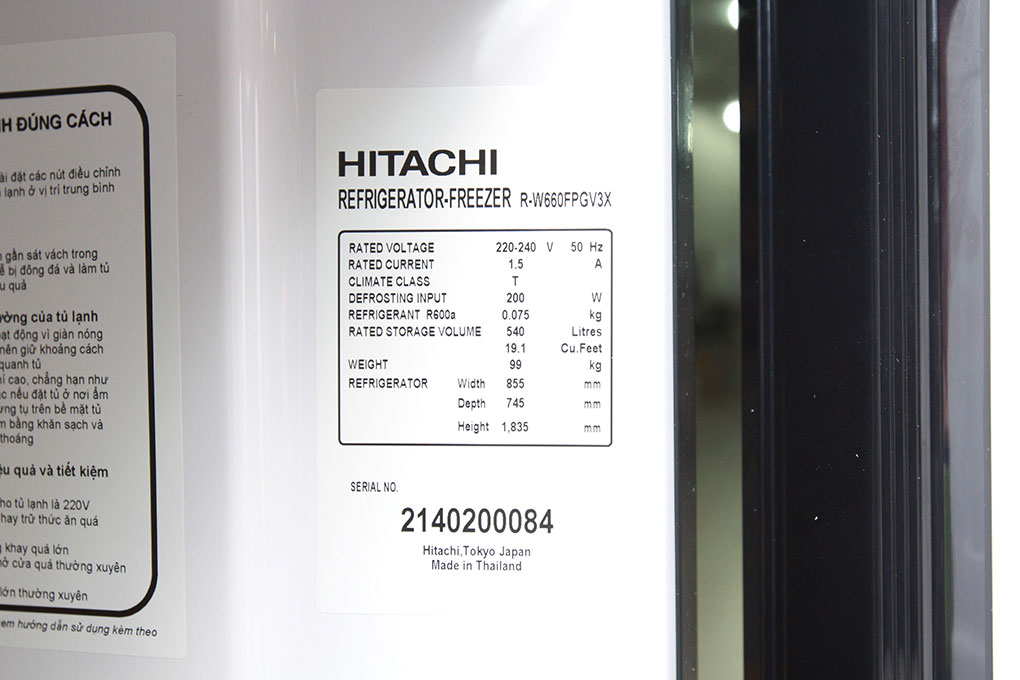 H ĐÚNG CÁCH
ài đặt các nút điều chỉnh
lạnh ở vị trí trung bình
gần sát vách trong
ể bị đông đá và làm tủ
u quả
ường của tủ lạnh
ạt động vì giàn nóng
nên giữ khoảng cách
quanh tủ
í cao, chẳng hạn như
c nếu đặt tủ ở nơi ẩm
ưng tụ trên bề mặt tủ
m bằng khăn sạch và
thoáng
ệu quả và tiết kiệm
ho tủ lạnh là 220V
hay trữ thức ăn quá
khay quá lớn
ở cửa quá thường xuyên
lớn thường xuyên
em hướng dẫn sử dụng kèm theo
HITACHI
REFRIGERATOR-FREEZER R-W660FPGV3X
RATED VOLTAGE 220-240 V 50 Hz
RATED CURRENT 1.5 A
CLIMATE CLASS T
DEFROSTING INPUT 200 W
REFRIGERANT R600a 0.075 kg
RATED STORAGE VOLUME 540 Litres
19.1 Cu.Feet
WEIGHT 99 kg
REFRIGERATOR Width 855 mm
Depth 745 mm
Height 1,835 mm
SERIAL NO.
2140200084
Hitachi,Tokyo Japan
Made in Thailand